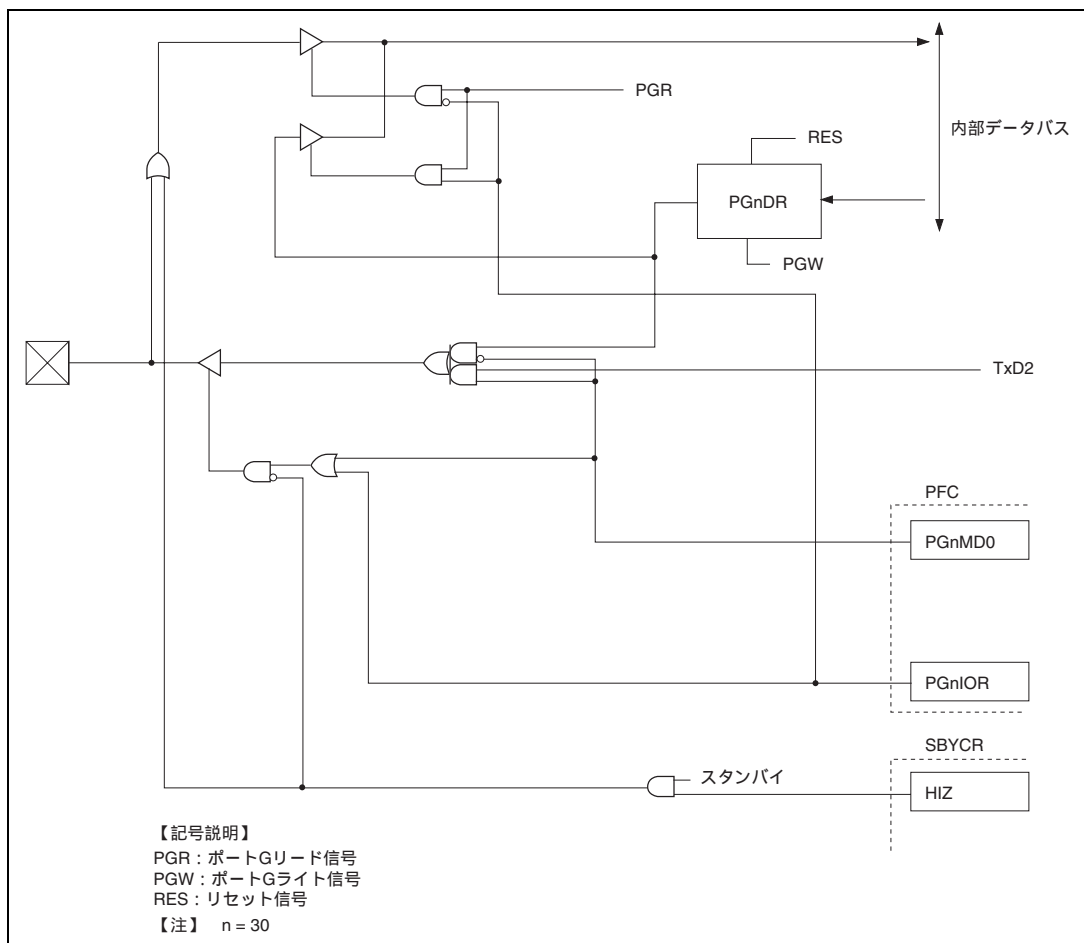 PGR
内部データバス
RES
PGnDR
PGW
TxD2
PFC
PGnMD0
PGnIOR
SBYCR
スタンバイ
HIZ
【記号説明】
PGR：ポートGリード信号
PGW：ポートGライト信号
RES：リセット信号
【注】 n = 30